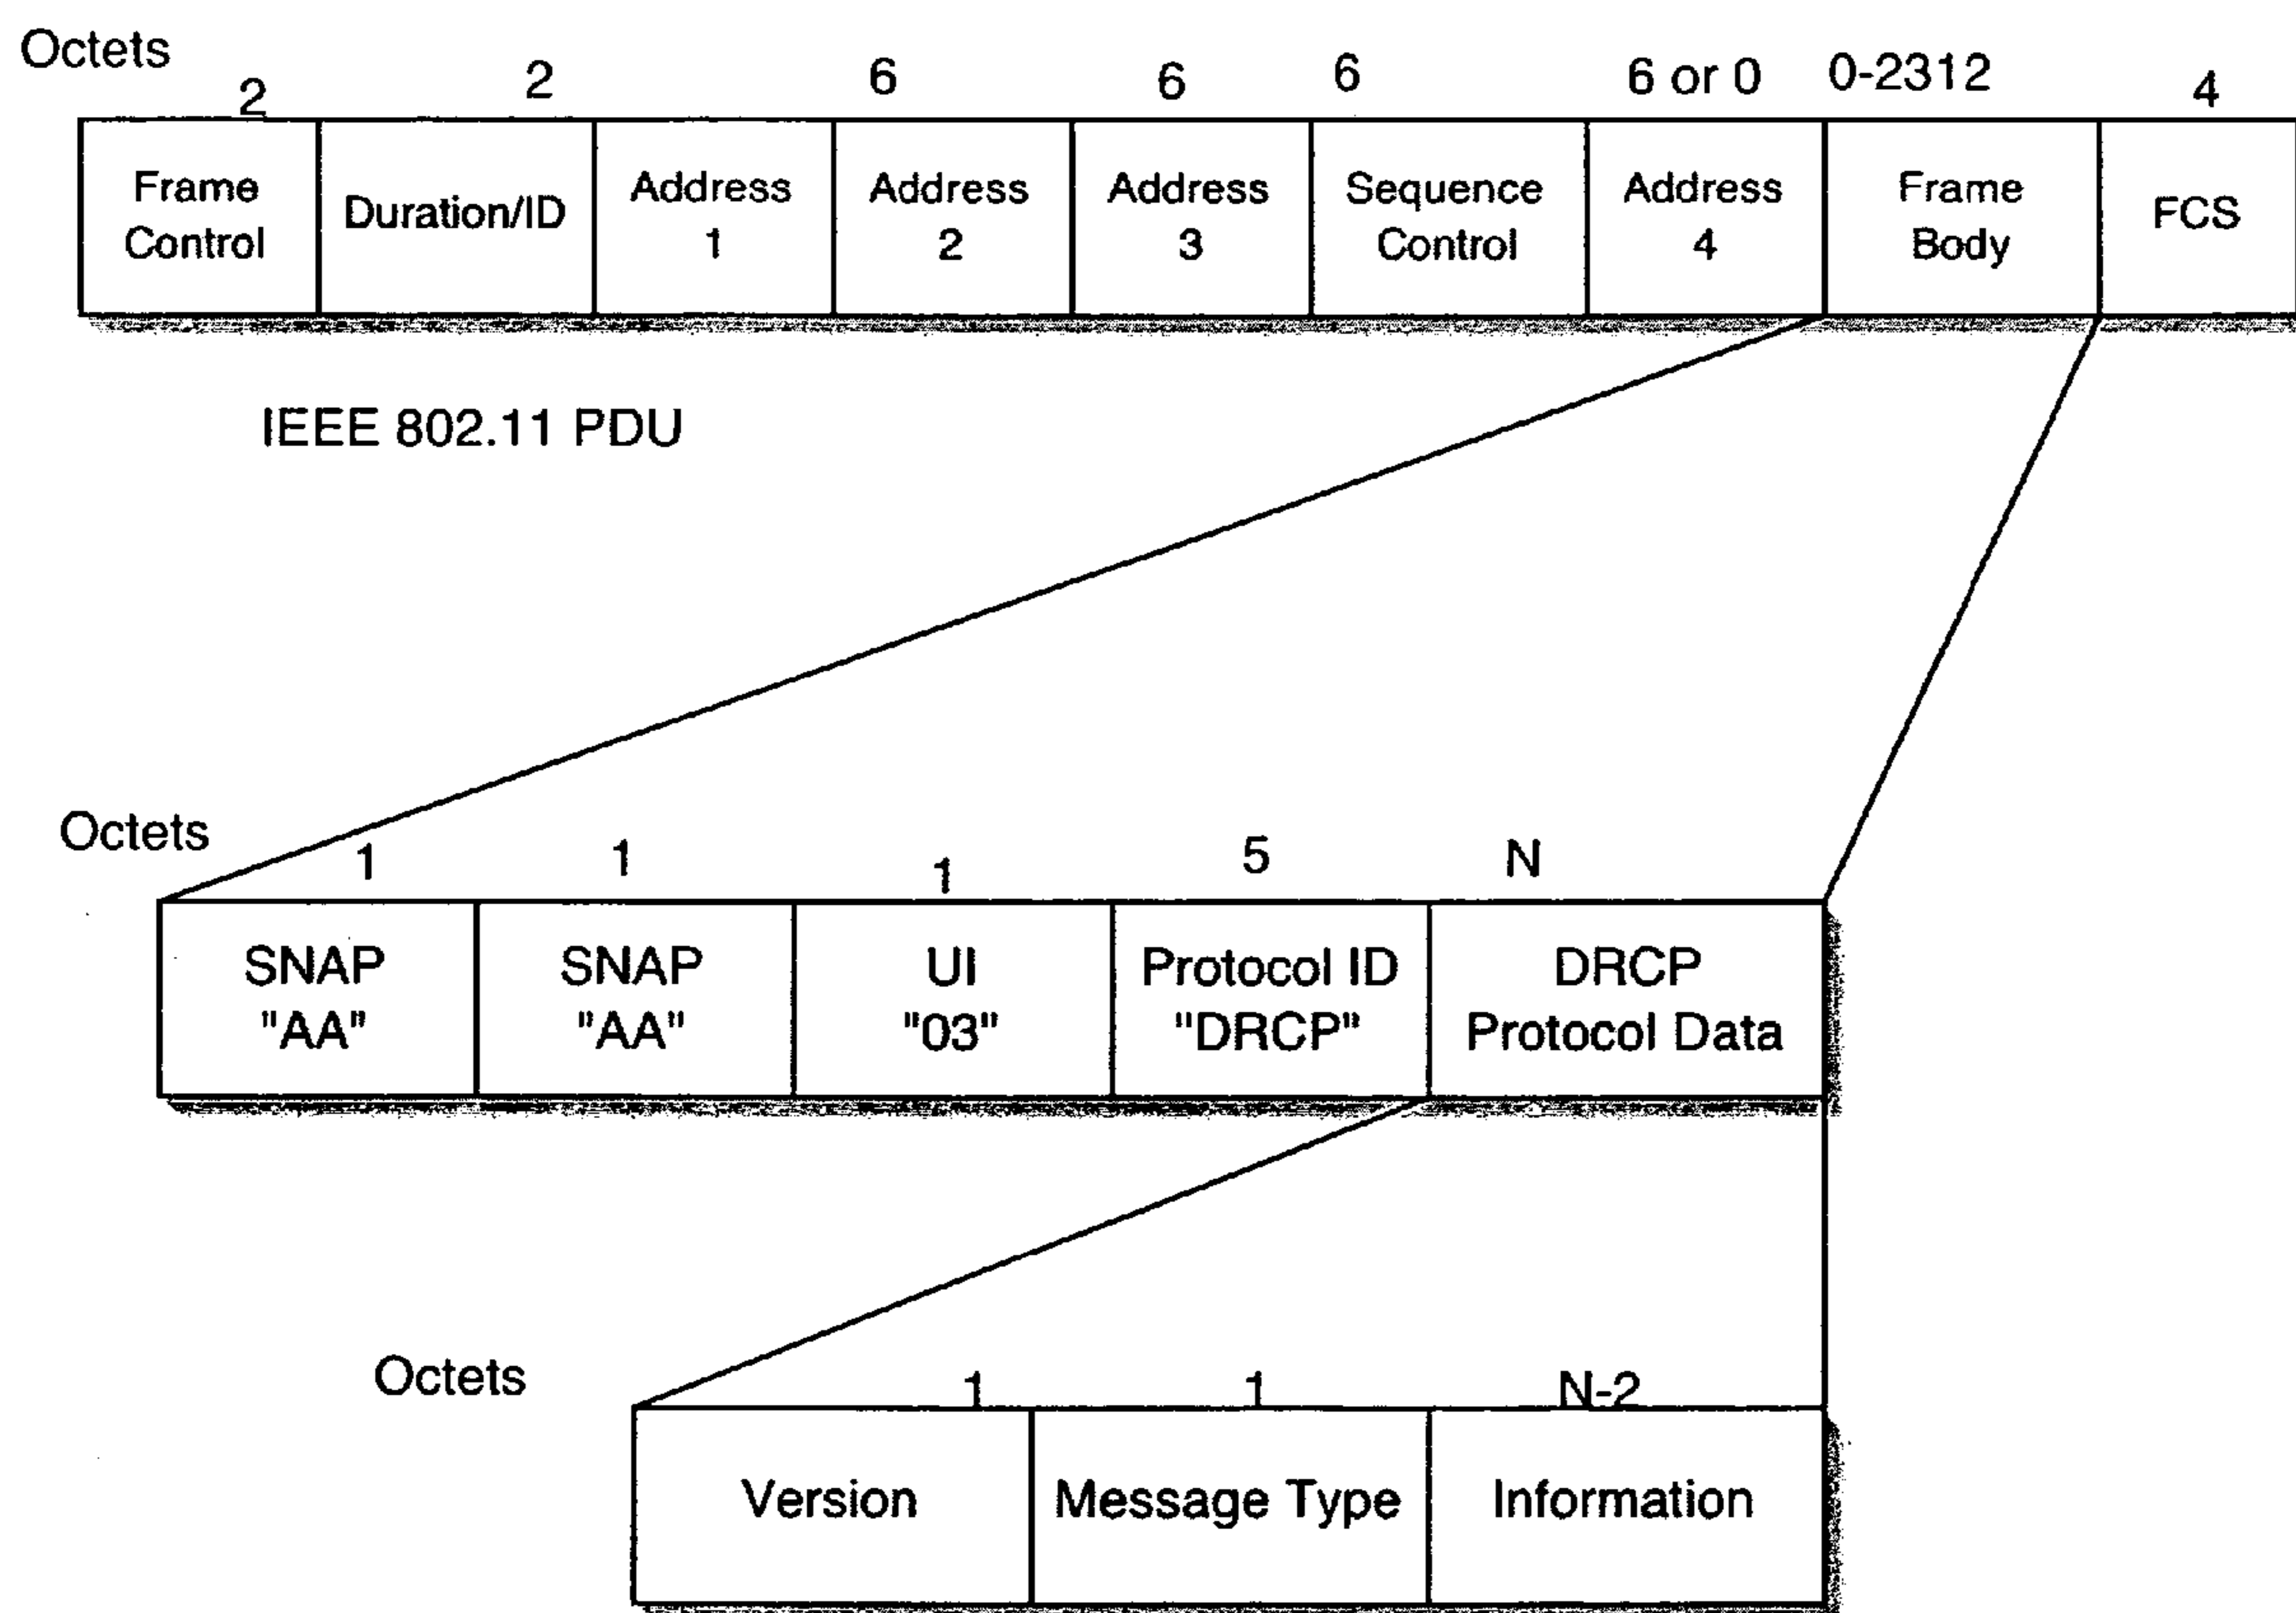 Octets
2 2 6 6 6 6 or 0 0-2312 4
Frame Control
Duration/ID
Address 1
Address 2
Address 3
Sequence Control
Address 4
Frame Body
FCS
IEEE 802.11 PDU
Octets
1 1 1 5 N
SNAP "AA"
SNAP "AA"
UI "03"
Protocol ID "DRCP"
DRCP Protocol Data
Octets
1 1 N-2
Version
Message Type
Information